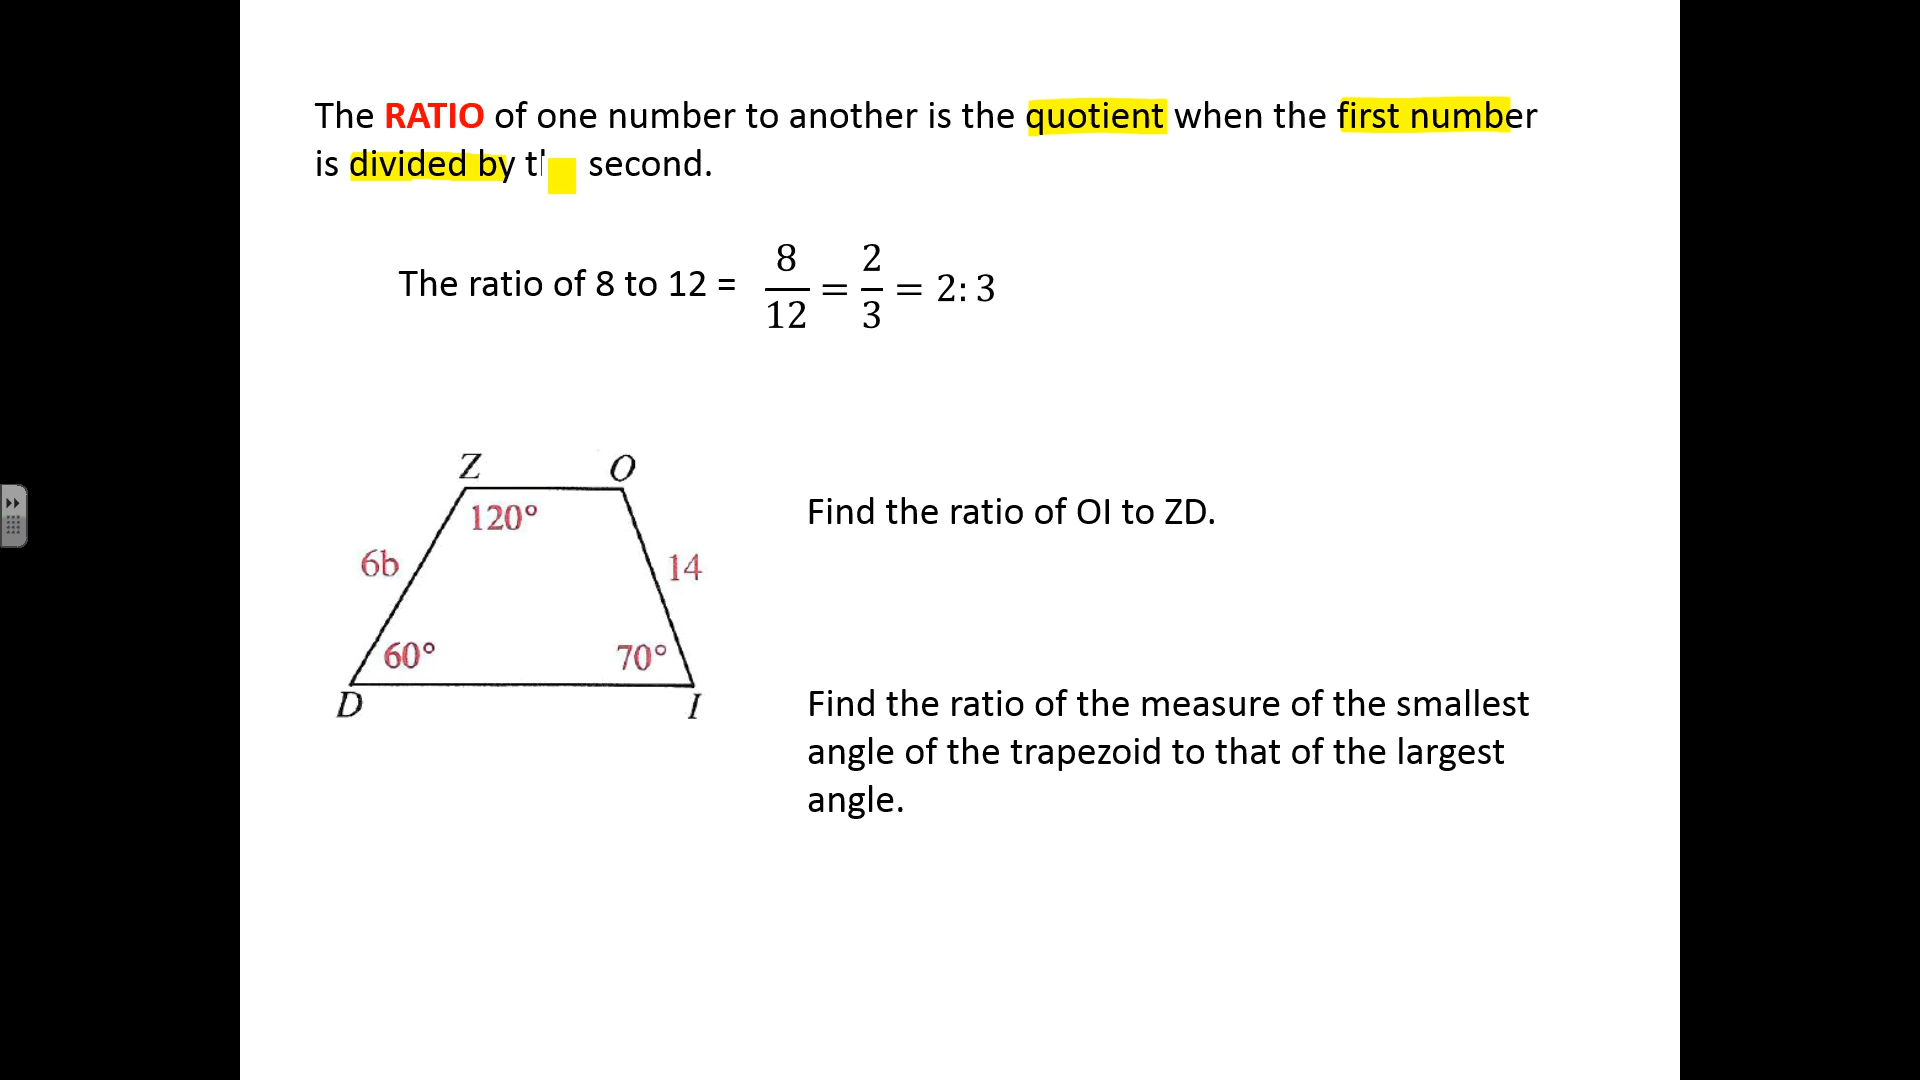 The RATIO of one number to another is the quotient when the first number
is divided by second.
The ratio of 8 to 12 = 8/12 = 2/3 = 2:3
Z O
120°
6b 14
60° 70°
D I
Find the ratio of OI to ZD.
Find the ratio of the measure of the smallest
angle of the trapezoid to that of the largest
angle.